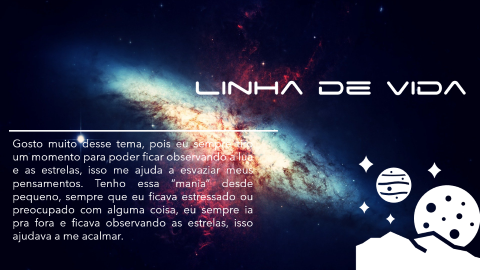 LINHA DE VIDA
Gosto muito desse tema, pois eu sempre tiro
um momento para poder ficar observando a lua
e as estrelas, isso me ajuda a esvaziar meus
pensamentos. Tenho essa “mania” desde
pequeno, sempre que eu ficava estressado ou
preocupado com alguma coisa, eu sempre ia
pra fora e ficava observando as estrelas, isso
ajudava a me acalmar.